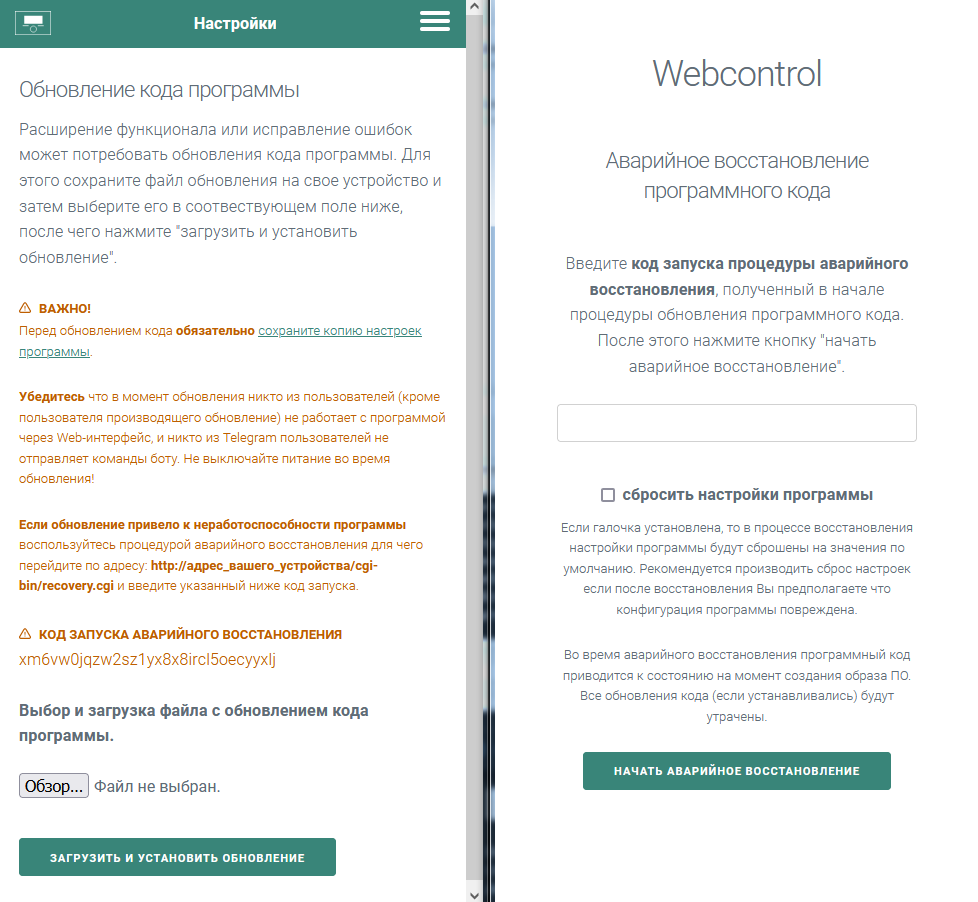 Настройки
Обновление кода программы
Расширение функционала или исправление ошибок
может потребовать обновления кода программы. Для
этого сохраните файл обновления на свое устройство и
затем выберите его в соотвествующем поле ниже,
после чего нажмите "загрузить и установить
обновление".
ВАЖНО!
Перед обновлением кода обязательно сохраните копию настроек
программы.
Убедитесь что в момент обновления никто из пользователей (кроме
пользователя производящего обновление) не работает с программой
через Web-интерфейс, и никто из Telegram пользователей не
отправляет команды боту. Не выключайте питание во время
обновления!
Если обновление привело к неработоспособности программы
воспользуйтесь процедурой аварийного восстановления для чего
перейдите по адресу: http://адрес_вашего_устройства/cgi-
bin/recovery.cgi и введите указанный ниже код запуска.
КОД ЗАПУСКА АВАРИЙНОГО ВОССТАНОВЛЕНИЯ
xm6vw0jqzw2sz1yx8x8ircl5oecyyxlj
Выбор и загрузка файла с обновлением кода
программы.
Обзор... Файл не выбран.
ЗАГРУЗИТЬ И УСТАНОВИТЬ ОБНОВЛЕНИЕ
Webcontrol
Аварийное восстановление
программного кода
Введите код запуска процедуры аварийного
восстановления, полученный в начале
процедуры обновления программного кода.
После этого нажмите кнопку "начать
аварийное восстановление".
сбросить настройки программы
Если галочка установлена, то в процессе восстановления
настройки программы будут сброшены на значения по
умолчанию. Рекомендуется производить сброс настроек
если после восстановления Вы предполагаете что
конфигурация программы повреждена.
Во время аварийного восстановления программный код
приводится к состоянию на момент создания образа ПО.
Все обновления кода (если устанавливались) будут
утрачены.
НАЧАТЬ АВАРИЙНОЕ ВОССТАНОВЛЕНИЕ